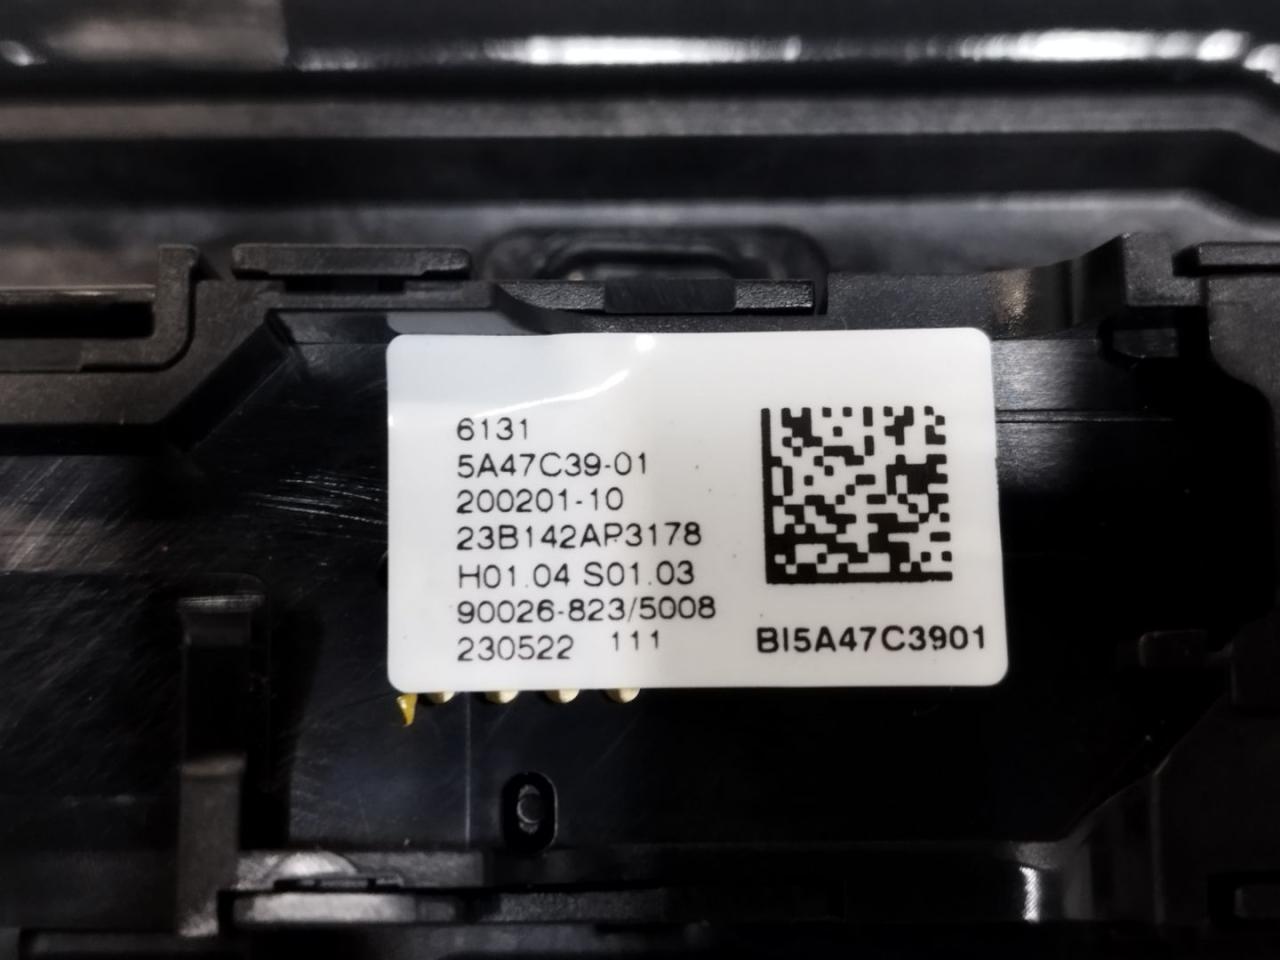 6131
5A47C39-01
200201-10
23B142AP3178
H01.04 S01.03
90026-823/5008
230522 111
BI5A47C3901